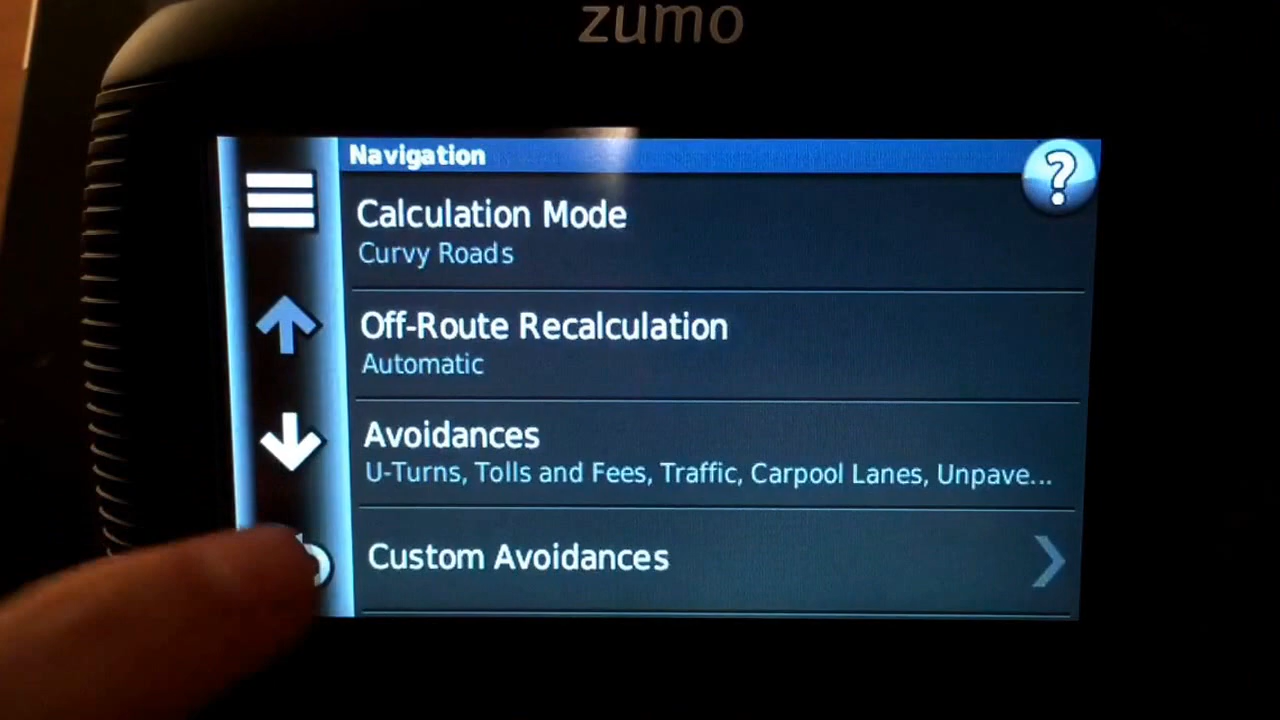 zumo
Navigation
?
Calculation Mode
Curvy Roads
Off-Route Recalculation
Automatic
Avoidances
U-Turns, Tolls and Fees, Traffic, Carpool Lanes, Unpave...
Custom Avoidances